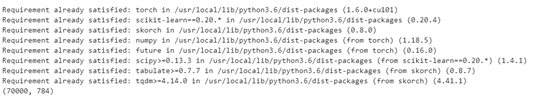 Requirement already satisfied: torch in /usr/local/lib/python3.6/dist-packages (1.6.0+cu101)
Requirement already satisfied: scikit-learn==0.20.* in /usr/local/lib/python3.6/dist-packages (0.20.4)
Requirement already satisfied: skorch in /usr/local/lib/python3.6/dist-packages (0.8.0)
Requirement already satisfied: numpy in /usr/local/lib/python3.6/dist-packages (from torch) (1.18.5)
Requirement already satisfied: future in /usr/local/lib/python3.6/dist-packages (from torch) (0.16.0)
Requirement already satisfied: scipy>=0.13.3 in /usr/local/lib/python3.6/dist-packages (from scikit-learn==0.20.*) (1.4.1)
Requirement already satisfied: tabulate>=0.7.7 in /usr/local/lib/python3.6/dist-packages (from skorch) (0.8.7)
Requirement already satisfied: tqdm>=4.14.0 in /usr/local/lib/python3.6/dist-packages (from skorch) (4.41.1)
(70000, 784)